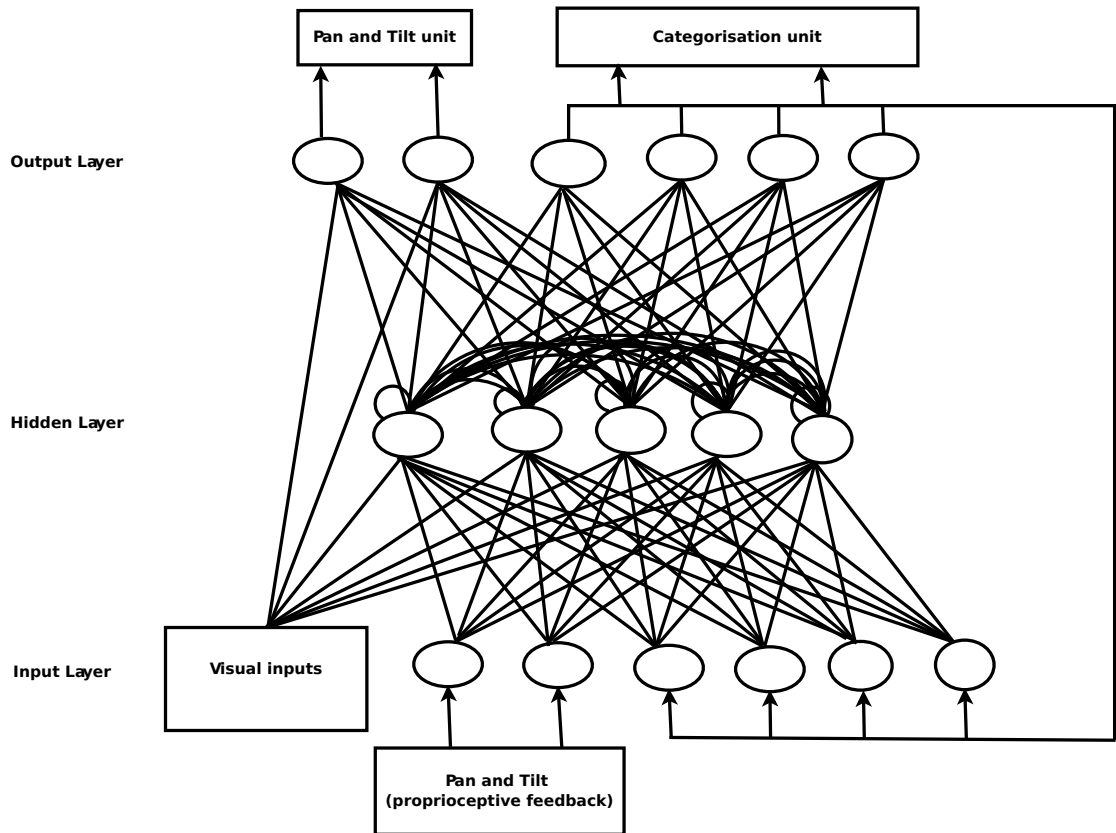 Pan and Tilt unit
Categorisation unit
Output Layer
Hidden Layer
Input Layer
Visual inputs
Pan and Tilt
(proprioceptive feedback)